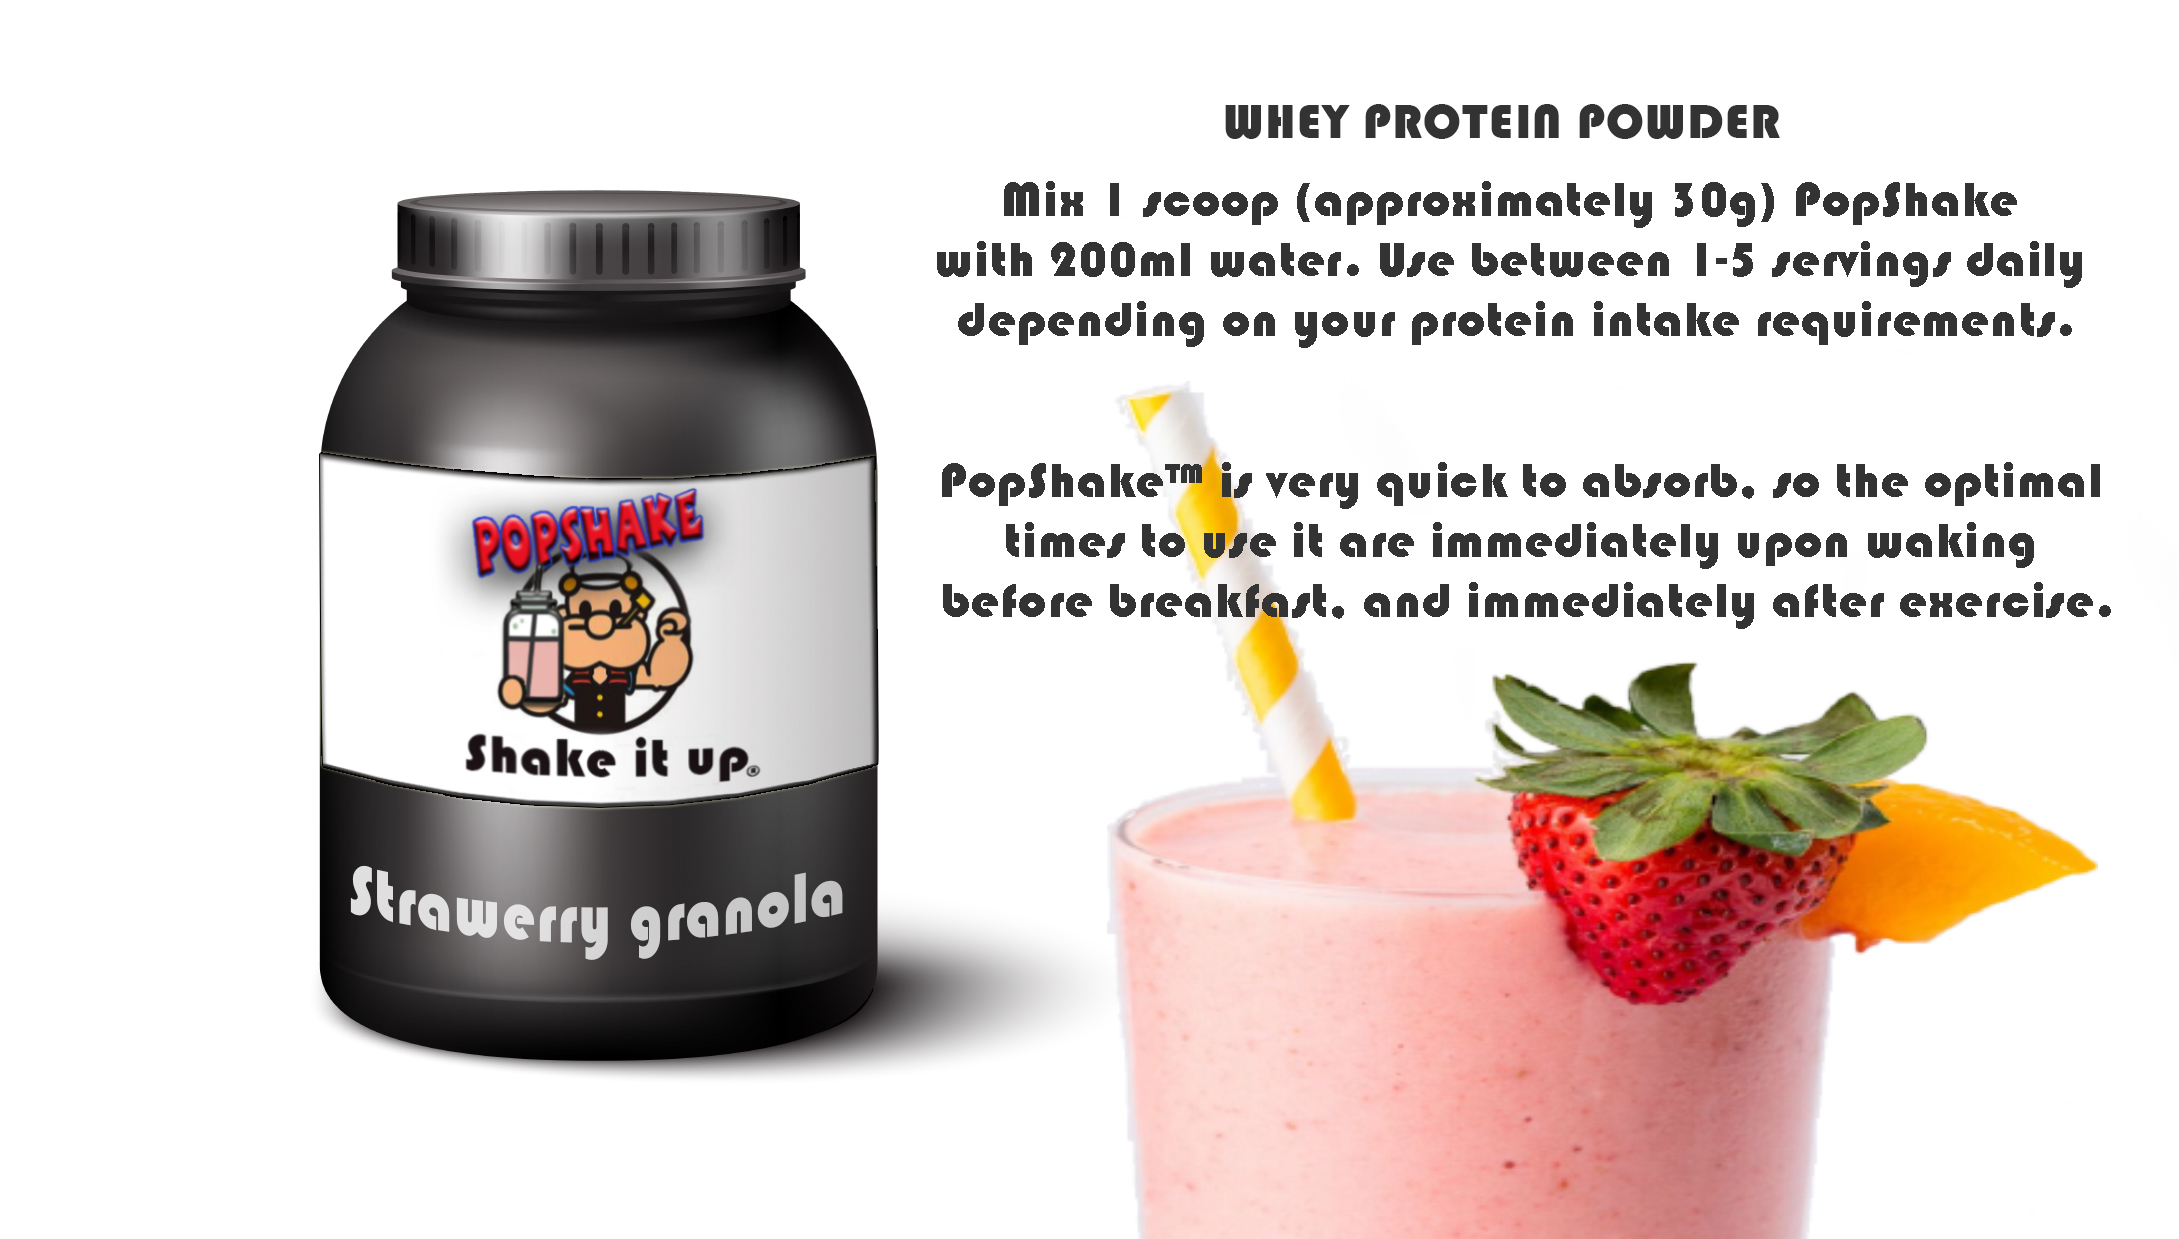 WHEY PROTEIN POWDER
Mix 1 scoop (approximately 30g) PopShake
with 200ml water. Use between 1-5 servings daily
depending on your protein intake requirements.
PopShake™ is very quick to absorb, so the optimal
times to use it are immediately upon waking
before breakfast, and immediately after exercise.
POPSHAKE
Shake it up®
Strawerry granola